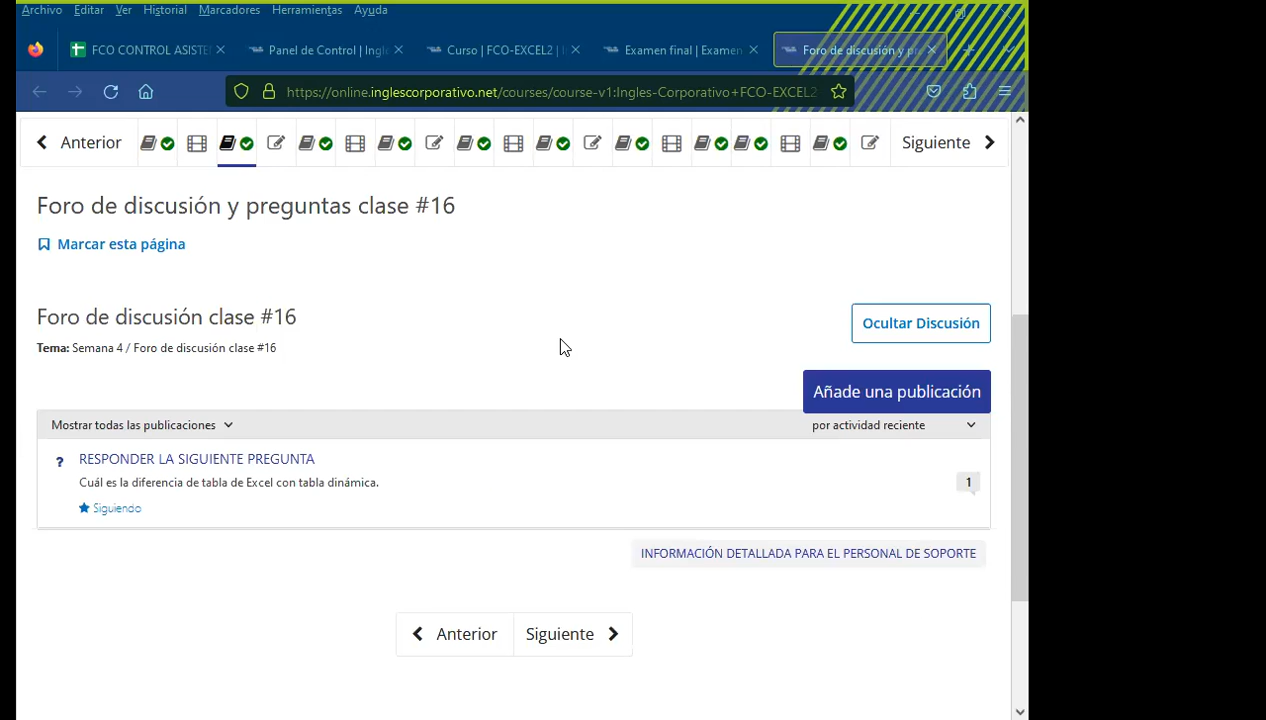 Archivo Editar Ver Historial Marcadores Herramientas Ayuda
FCO CONTROL ASISTE Panel de Control | Ingl Curso | FCO-EXCEL2 | Examen final | Examen Foro de discusión y pre
https://online.inglescorporativo.net/courses/course-v1:Ingles-Corporativo+FCO-EXCEL2
Anterior Siguiente
Foro de discusión y preguntas clase #16
Marcar esta página
Foro de discusión clase #16
Ocultar Discusión
Tema: Semana 4 / Foro de discusión clase #16
Añade una publicación
Mostrar todas las publicaciones por actividad reciente
? RESPONDER LA SIGUIENTE PREGUNTA
Cuál es la diferencia de tabla de Excel con tabla dinámica.
1
Siguiendo
INFORMACIÓN DETALLADA PARA EL PERSONAL DE SOPORTE
Anterior Siguiente